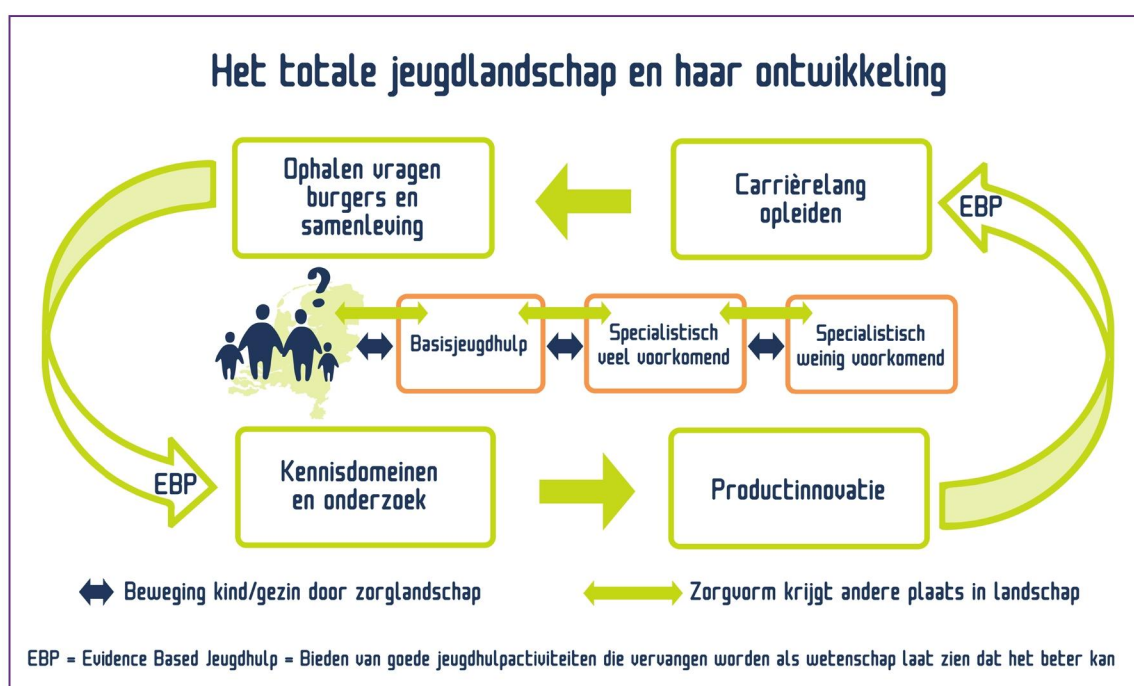 Het totale jeugdlandschap en haar ontwikkeling
Ophalen vragen
burgers en
samenleving
Carrièrelang
opleiden
EBP
?
Basisjeugdhulp
Specialistisch
veel voorkomend
Specialistisch
weinig voorkomend
EBP
Kennisdomeinen
en onderzoek
Productinnovatie
Beweging kind/gezin door zorglandschap
Zorgvorm krijgt andere plaats in landschap
EBP = Evidence Based Jeugdhulp = Bieden van goede jeugdhulpactiviteiten die vervangen worden als wetenschap laat zien dat het beter kan